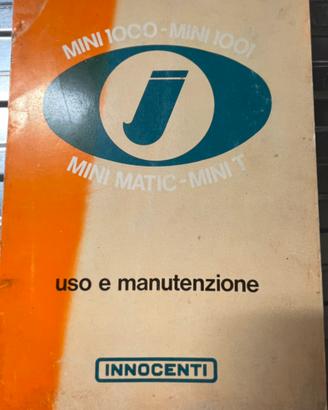 MINI 1000 - MINI 1001
i
MINI MATIC - MINI T
uso e manutenzione
INNOCENTI